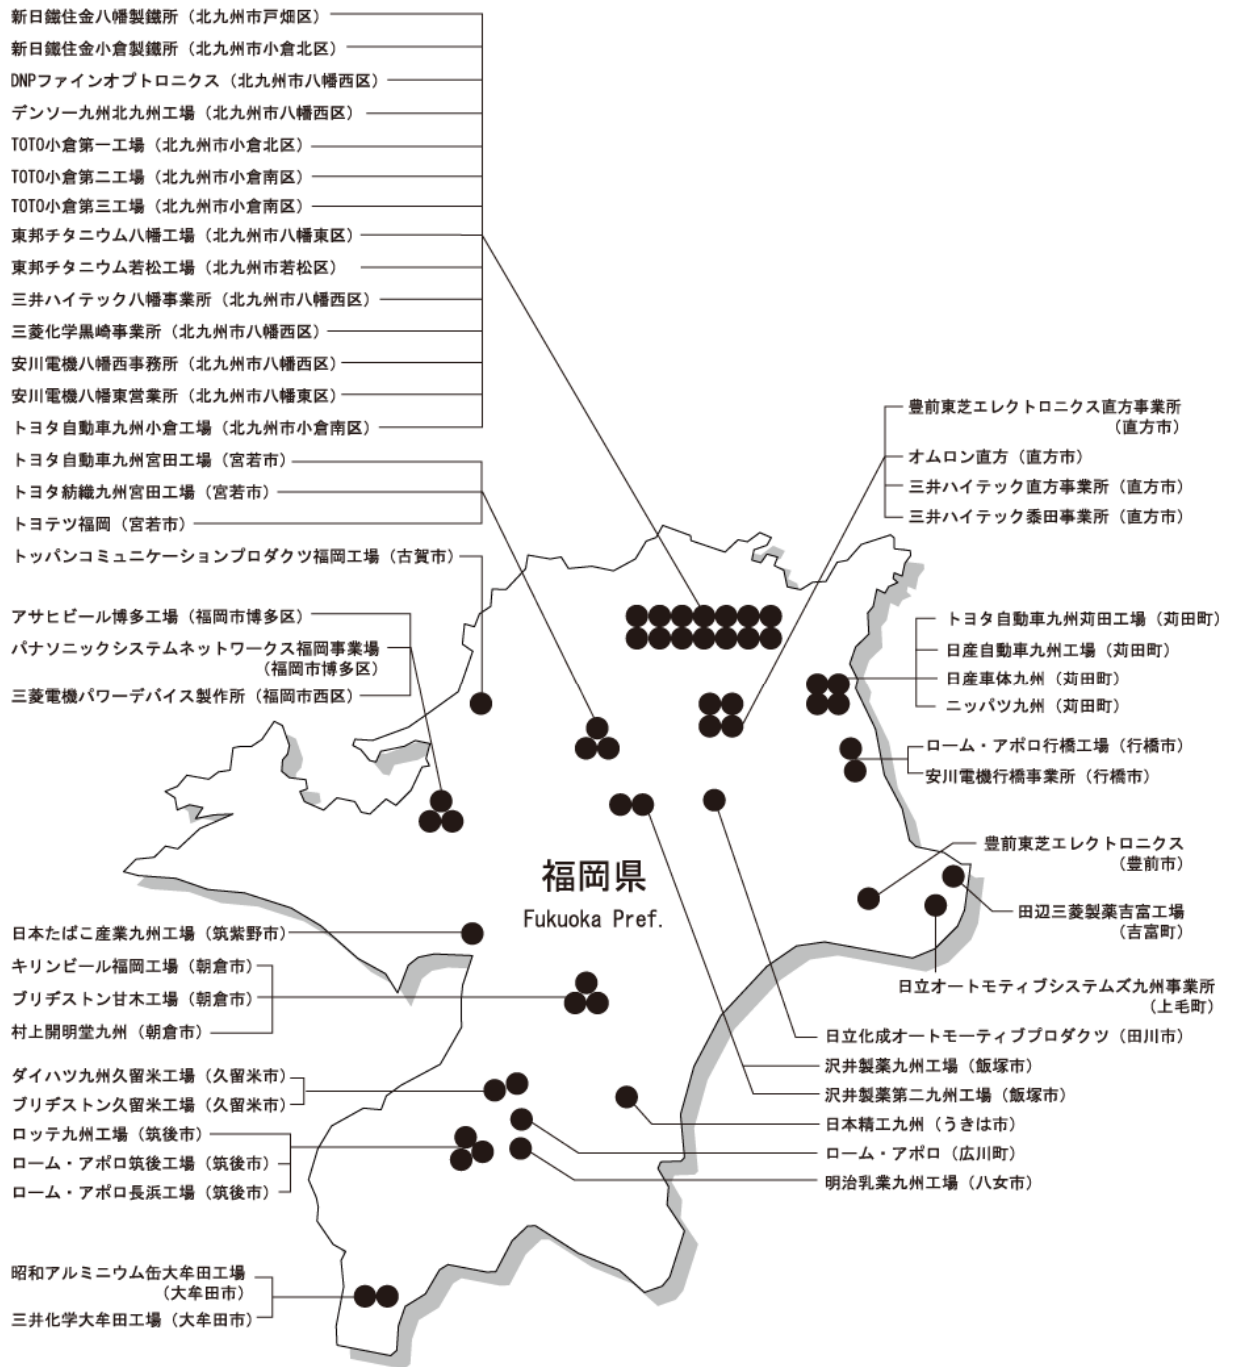 新日鐵住金八幡製鐵所（北九州市戸畑区）
新日鐵住金小倉製鐵所（北九州市小倉北区）
DNPファインオプトロニクス（北九州市八幡西区）
デンソー九州北九州工場（北九州市八幡西区）
TOTO小倉第一工場（北九州市小倉北区）
TOTO小倉第二工場（北九州市小倉南区）
TOTO小倉第三工場（北九州市小倉南区）
東邦チタニウム八幡工場（北九州市八幡東区）
東邦チタニウム若松工場（北九州市若松区）
三井ハイテック八幡事業所（北九州市八幡西区）
三菱化学黒崎事業所（北九州市八幡西区）
安川電機八幡西事務所（北九州市八幡西区）
安川電機八幡東営業所（北九州市八幡東区）
トヨタ自動車九州小倉工場（北九州市小倉南区）
トヨタ自動車九州宮田工場（宮若市）
トヨタ紡織九州宮田工場（宮若市）
トヨテツ福岡（宮若市）
トッパンコミュニケーションプロダクツ福岡工場（古賀市）
アサヒビール博多工場（福岡市博多区）
パナソニックシステムネットワークス福岡事業場
（福岡市博多区）
三菱電機パワーデバイス製作所（福岡市西区）
豊前東芝エレクトロニクス直方事業所
（直方市）
オムロン直方（直方市）
三井ハイテック直方事業所（直方市）
三井ハイテック黍田事業所（直方市）
トヨタ自動車九州苅田工場（苅田町）
日産自動車九州工場（苅田町）
日産車体九州（苅田町）
ニッパツ九州（苅田町）
ローム・アポロ行橋工場（行橋市）
安川電機行橋事業所（行橋市）
豊前東芝エレクトロニクス
（豊前市）
田辺三菱製薬吉富工場
（吉富町）
日立オートモティブシステムズ九州事業所
（上毛町）
福岡県
Fukuoka Pref.
日本たばこ産業九州工場（筑紫野市）
キリンビール福岡工場（朝倉市）
ブリヂストン甘木工場（朝倉市）
村上開明堂九州（朝倉市）
ダイハツ九州久留米工場（久留米市）
ブリヂストン久留米工場（久留米市）
ロッテ九州工場（筑後市）
ローム・アポロ筑後工場（筑後市）
ローム・アポロ長浜工場（筑後市）
日立化成オートモーティブプロダクツ（田川市）
沢井製薬九州工場（飯塚市）
沢井製薬第二九州工場（飯塚市）
日本精工九州（うきは市）
ローム・アポロ（広川町）
明治乳業九州工場（八女市）
昭和アルミニウム缶大牟田工場
（大牟田市）
三井化学大牟田工場（大牟田市）